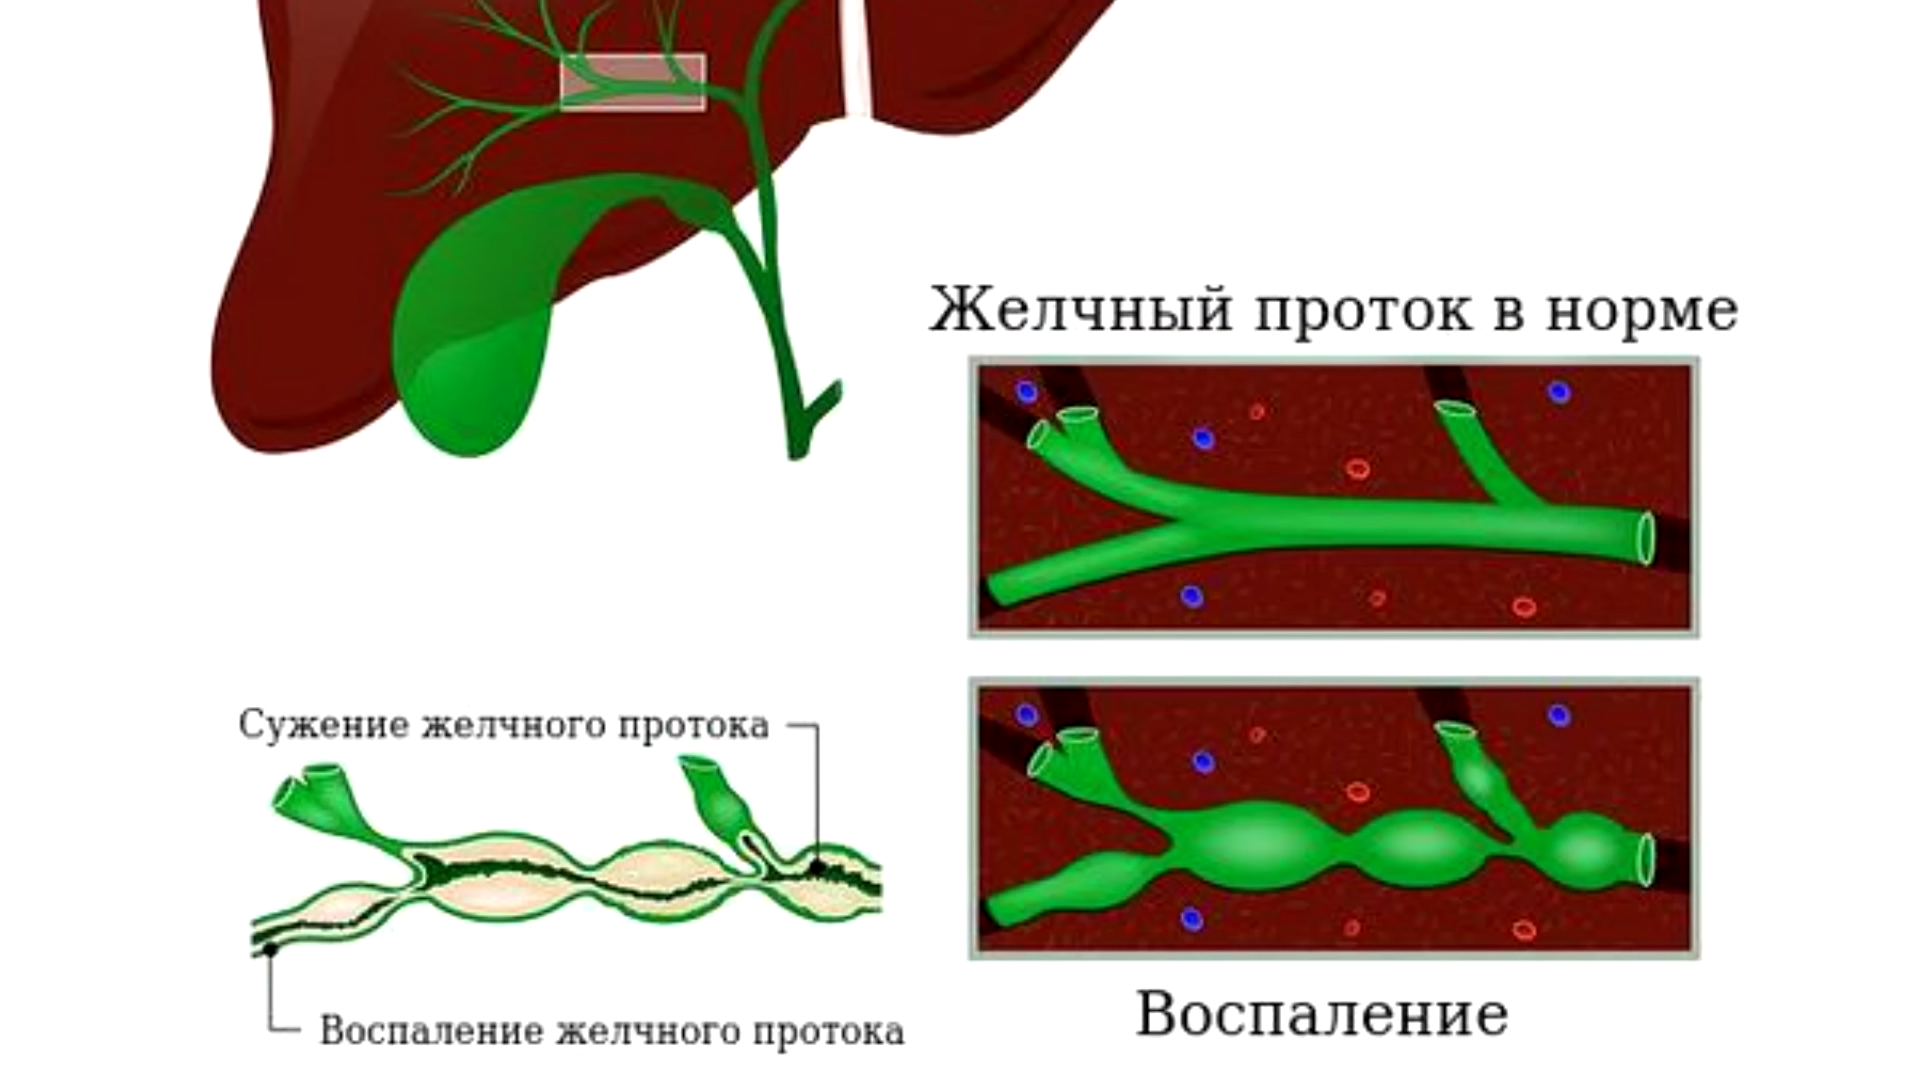 Желчный проток в норме
Сужение желчного протока
Воспаление желчного протока
Воспаление